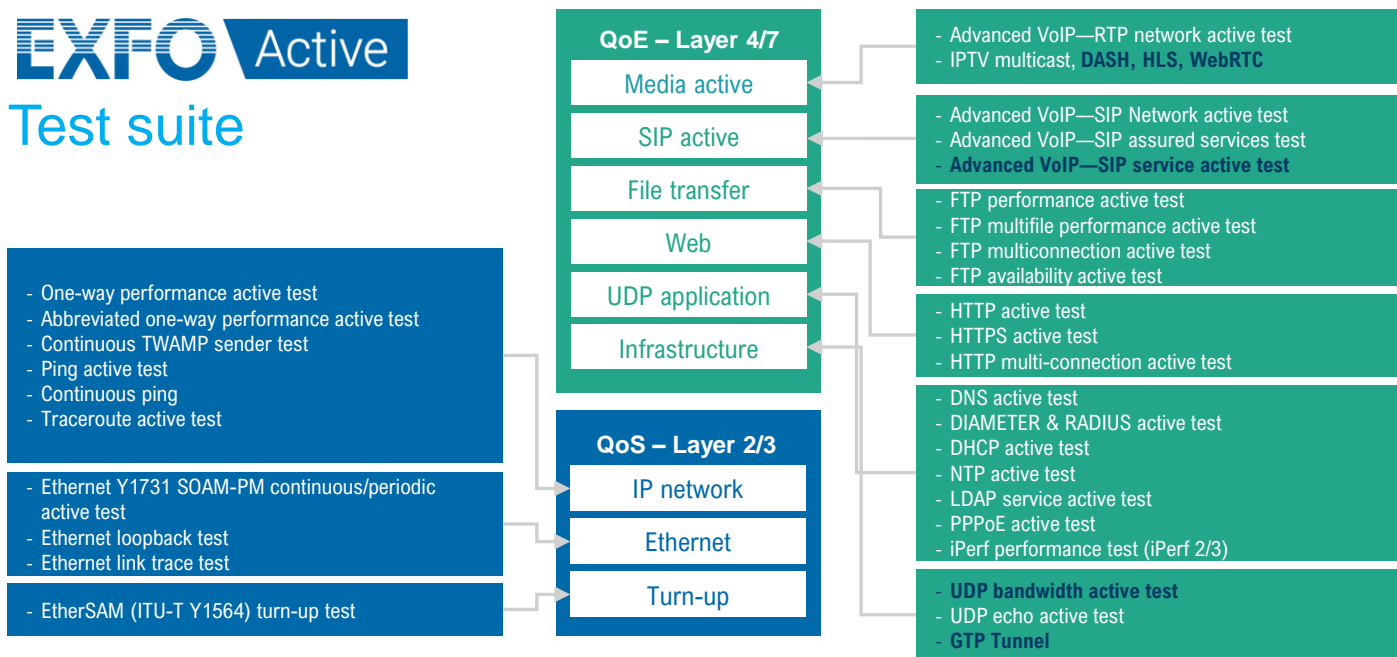 EXFO Active
Test suite
- One-way performance active test
- Abbreviated one-way performance active test
- Continuous TWAMP sender test
- Ping active test
- Continuous ping
- Traceroute active test
- Ethernet Y1731 SOAM-PM continuous/periodic
active test
- Ethernet loopback test
- Ethernet link trace test
- EtherSAM (ITU-T Y1564) turn-up test
QoE – Layer 4/7
Media active
SIP active
File transfer
Web
UDP application
Infrastructure
QoS – Layer 2/3
IP network
Ethernet
Turn-up
- Advanced VoIP—RTP network active test
- IPTV multicast, DASH, HLS, WebRTC
- Advanced VoIP—SIP Network active test
- Advanced VoIP—SIP assured services test
- Advanced VoIP—SIP service active test
- FTP performance active test
- FTP multifile performance active test
- FTP multiconnection active test
- FTP availability active test
- HTTP active test
- HTTPS active test
- HTTP multi-connection active test
- DNS active test
- DIAMETER & RADIUS active test
- DHCP active test
- NTP active test
- LDAP service active test
- PPPoE active test
- iPerf performance test (iPerf 2/3)
- UDP bandwidth active test
- UDP echo active test
- GTP Tunnel